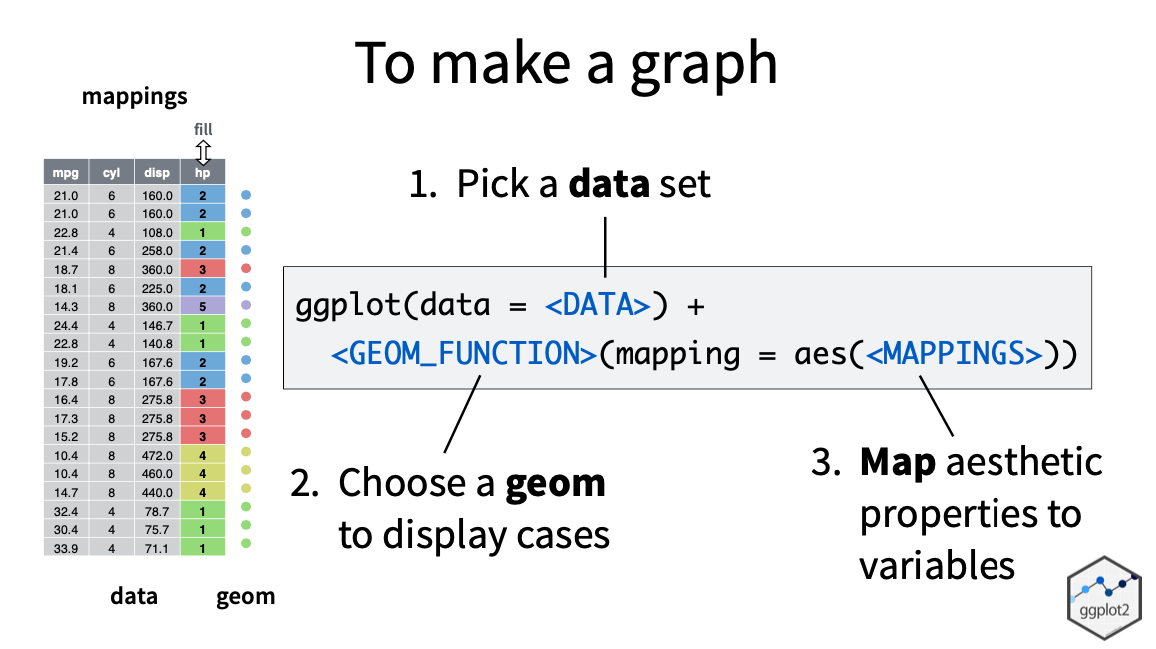 To make a graph
mappings
fill
mpg cyl disp hp
21.0 6 160.0 2
21.0 6 160.0 2
22.8 4 108.0 1
21.4 6 258.0 2
18.7 8 360.0 3
18.1 6 225.0 2
14.3 8 360.0 5
24.4 4 146.7 1
22.8 4 140.8 1
19.2 6 167.6 2
17.8 6 167.6 2
16.4 8 275.8 3
17.3 8 275.8 3
15.2 8 275.8 3
10.4 8 472.0 4
10.4 8 460.0 4
14.7 8 440.0 4
32.4 4 78.7 1
30.4 4 75.7 1
33.9 4 71.1 1
data
geom
1. Pick a data set
ggplot(data = <DATA>) +
<GEOM_FUNCTION>(mapping = aes(<MAPPINGS>))
2. Choose a geom
to display cases
3. Map aesthetic
properties to
variables
ggplot2